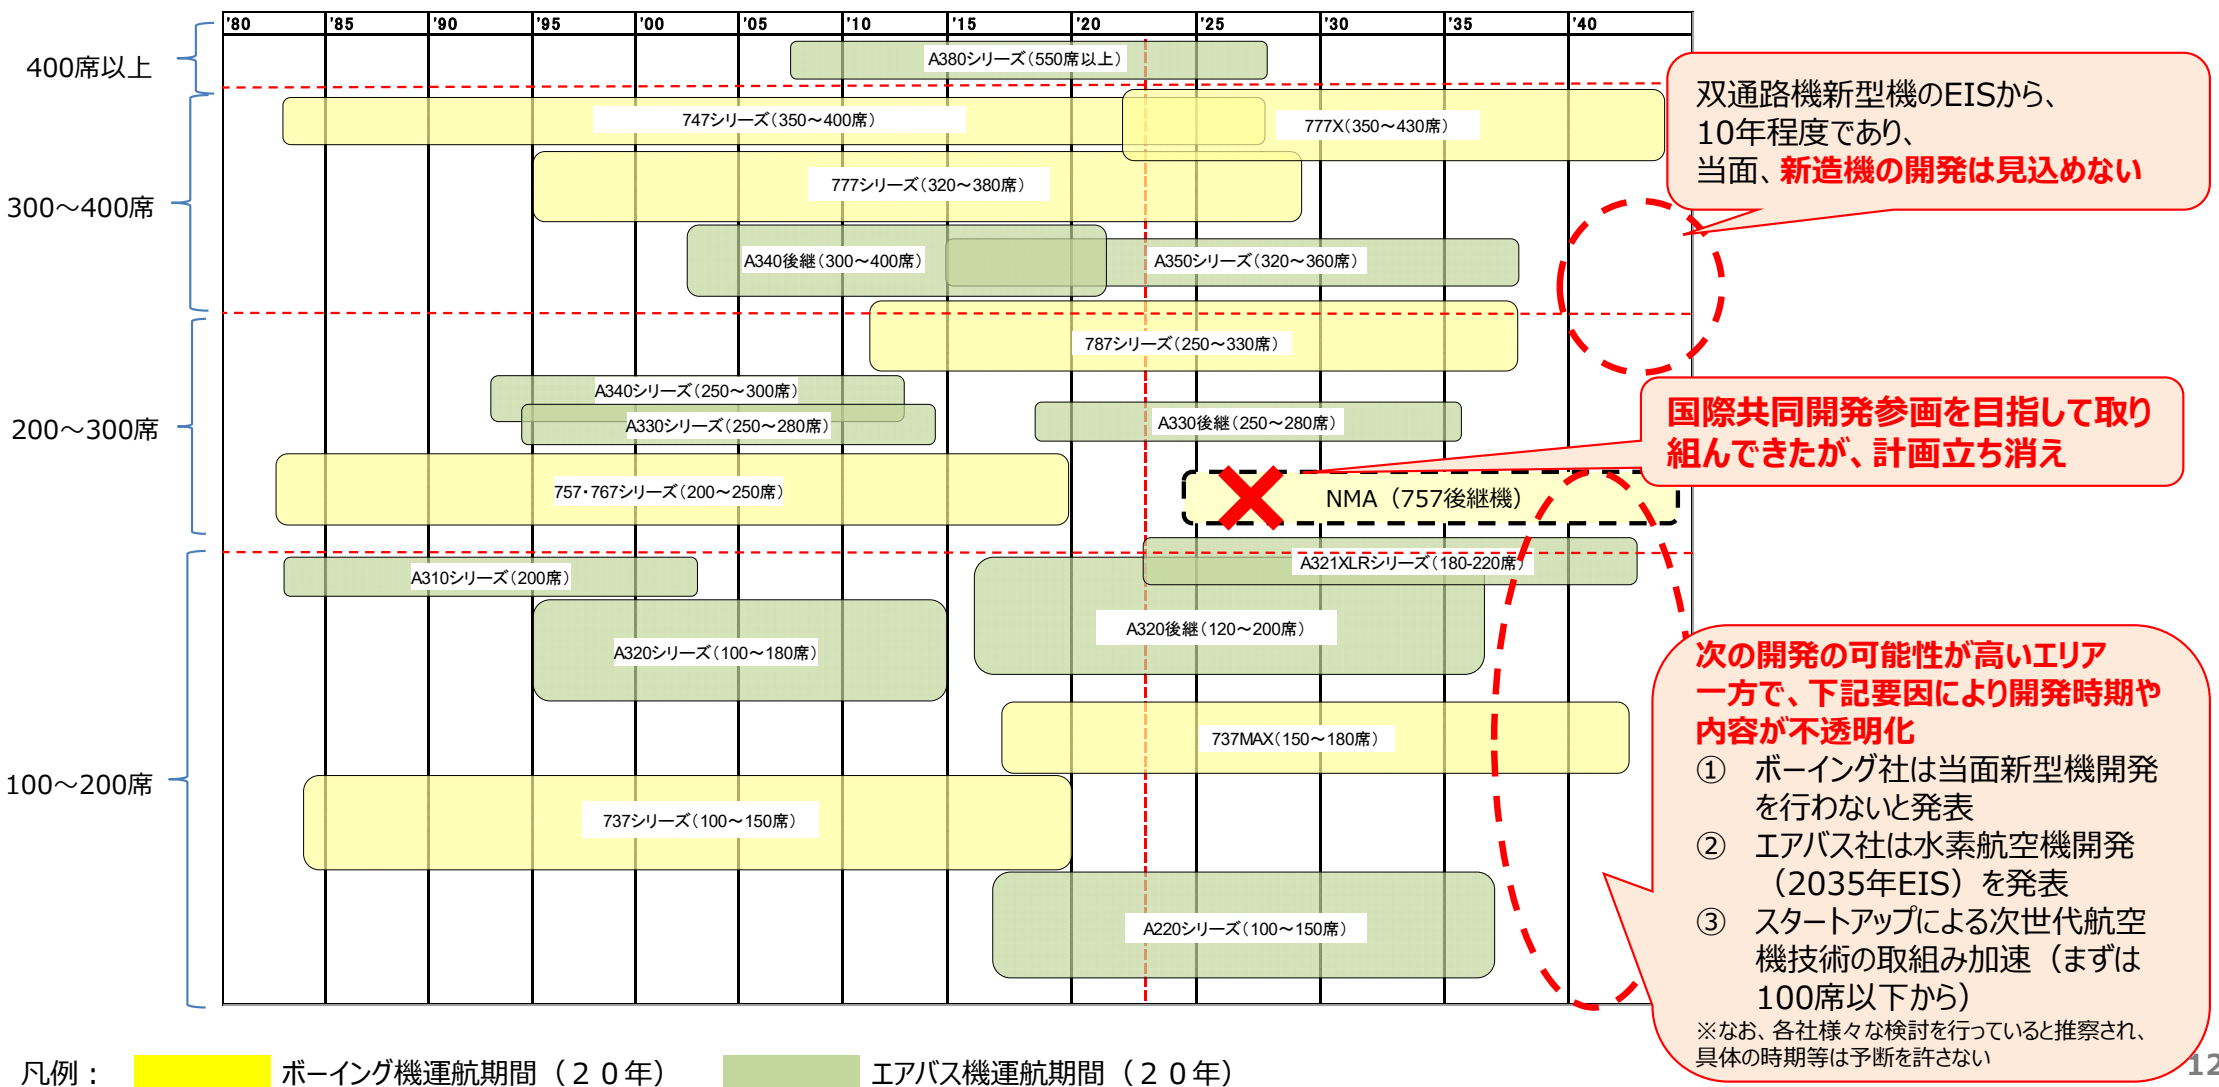 '80 '85 '90 '95 '00 '05 '10 '15 '20 '25 '30 '35 '40
400席以上
A380シリーズ(550席以上)
300～400席
747シリーズ(350～400席)
777X(350～430席)
777シリーズ(320～380席)
A340後継(300～400席)
A350シリーズ(320～360席)
双通路機新型機のEISから、
10年程度であり、
当面、新造機の開発は見込めない
200～300席
787シリーズ(250～330席)
A340シリーズ(250～300席)
A330シリーズ(250～280席)
A330後継(250～280席)
757・767シリーズ(200～250席)
NMA（757後継機）
国際共同開発参画を目指して取り
組んできたが、計画立ち消え
100～200席
A310シリーズ(200席)
A321XLRシリーズ(180-220席)
A320シリーズ(100～180席)
A320後継(120～200席)
737MAX(150～180席)
737シリーズ(100～150席)
A220シリーズ(100～150席)
次の開発の可能性が高いエリア
一方で、下記要因により開発時期や
内容が不透明化
① ボーイング社は当面新型機開発
を行わないと発表
② エアバス社は水素航空機開発
（2035年EIS）を発表
③ スタートアップによる次世代航空
機技術の取組み加速（まずは
100席以下から）
※なお、各社様々な検討を行っていると推察され、
具体の時期等は予断を許さない
凡例： ボーイング機運航期間（２０年） エアバス機運航期間（２０年）
12